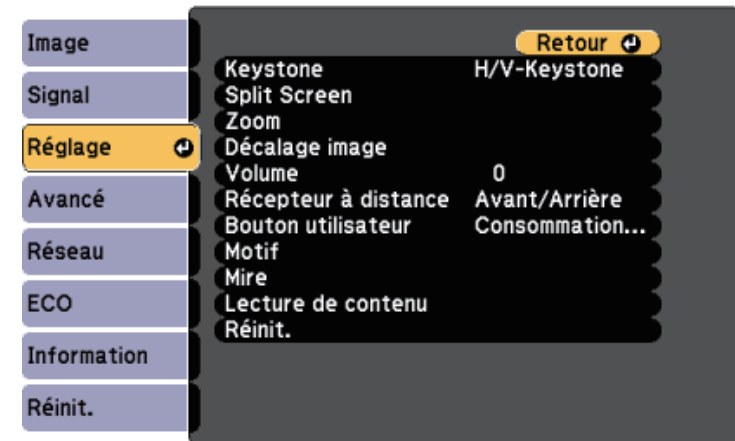 Image
Signal
Réglage
Avancé
Réseau
ECO
Information
Réinit.
Retour
Keystone H/V-Keystone
Split Screen
Zoom
Décalage image
Volume 0
Récepteur à distance Avant/Arrière
Bouton utilisateur Consommation...
Motif
Mire
Lecture de contenu
Réinit.